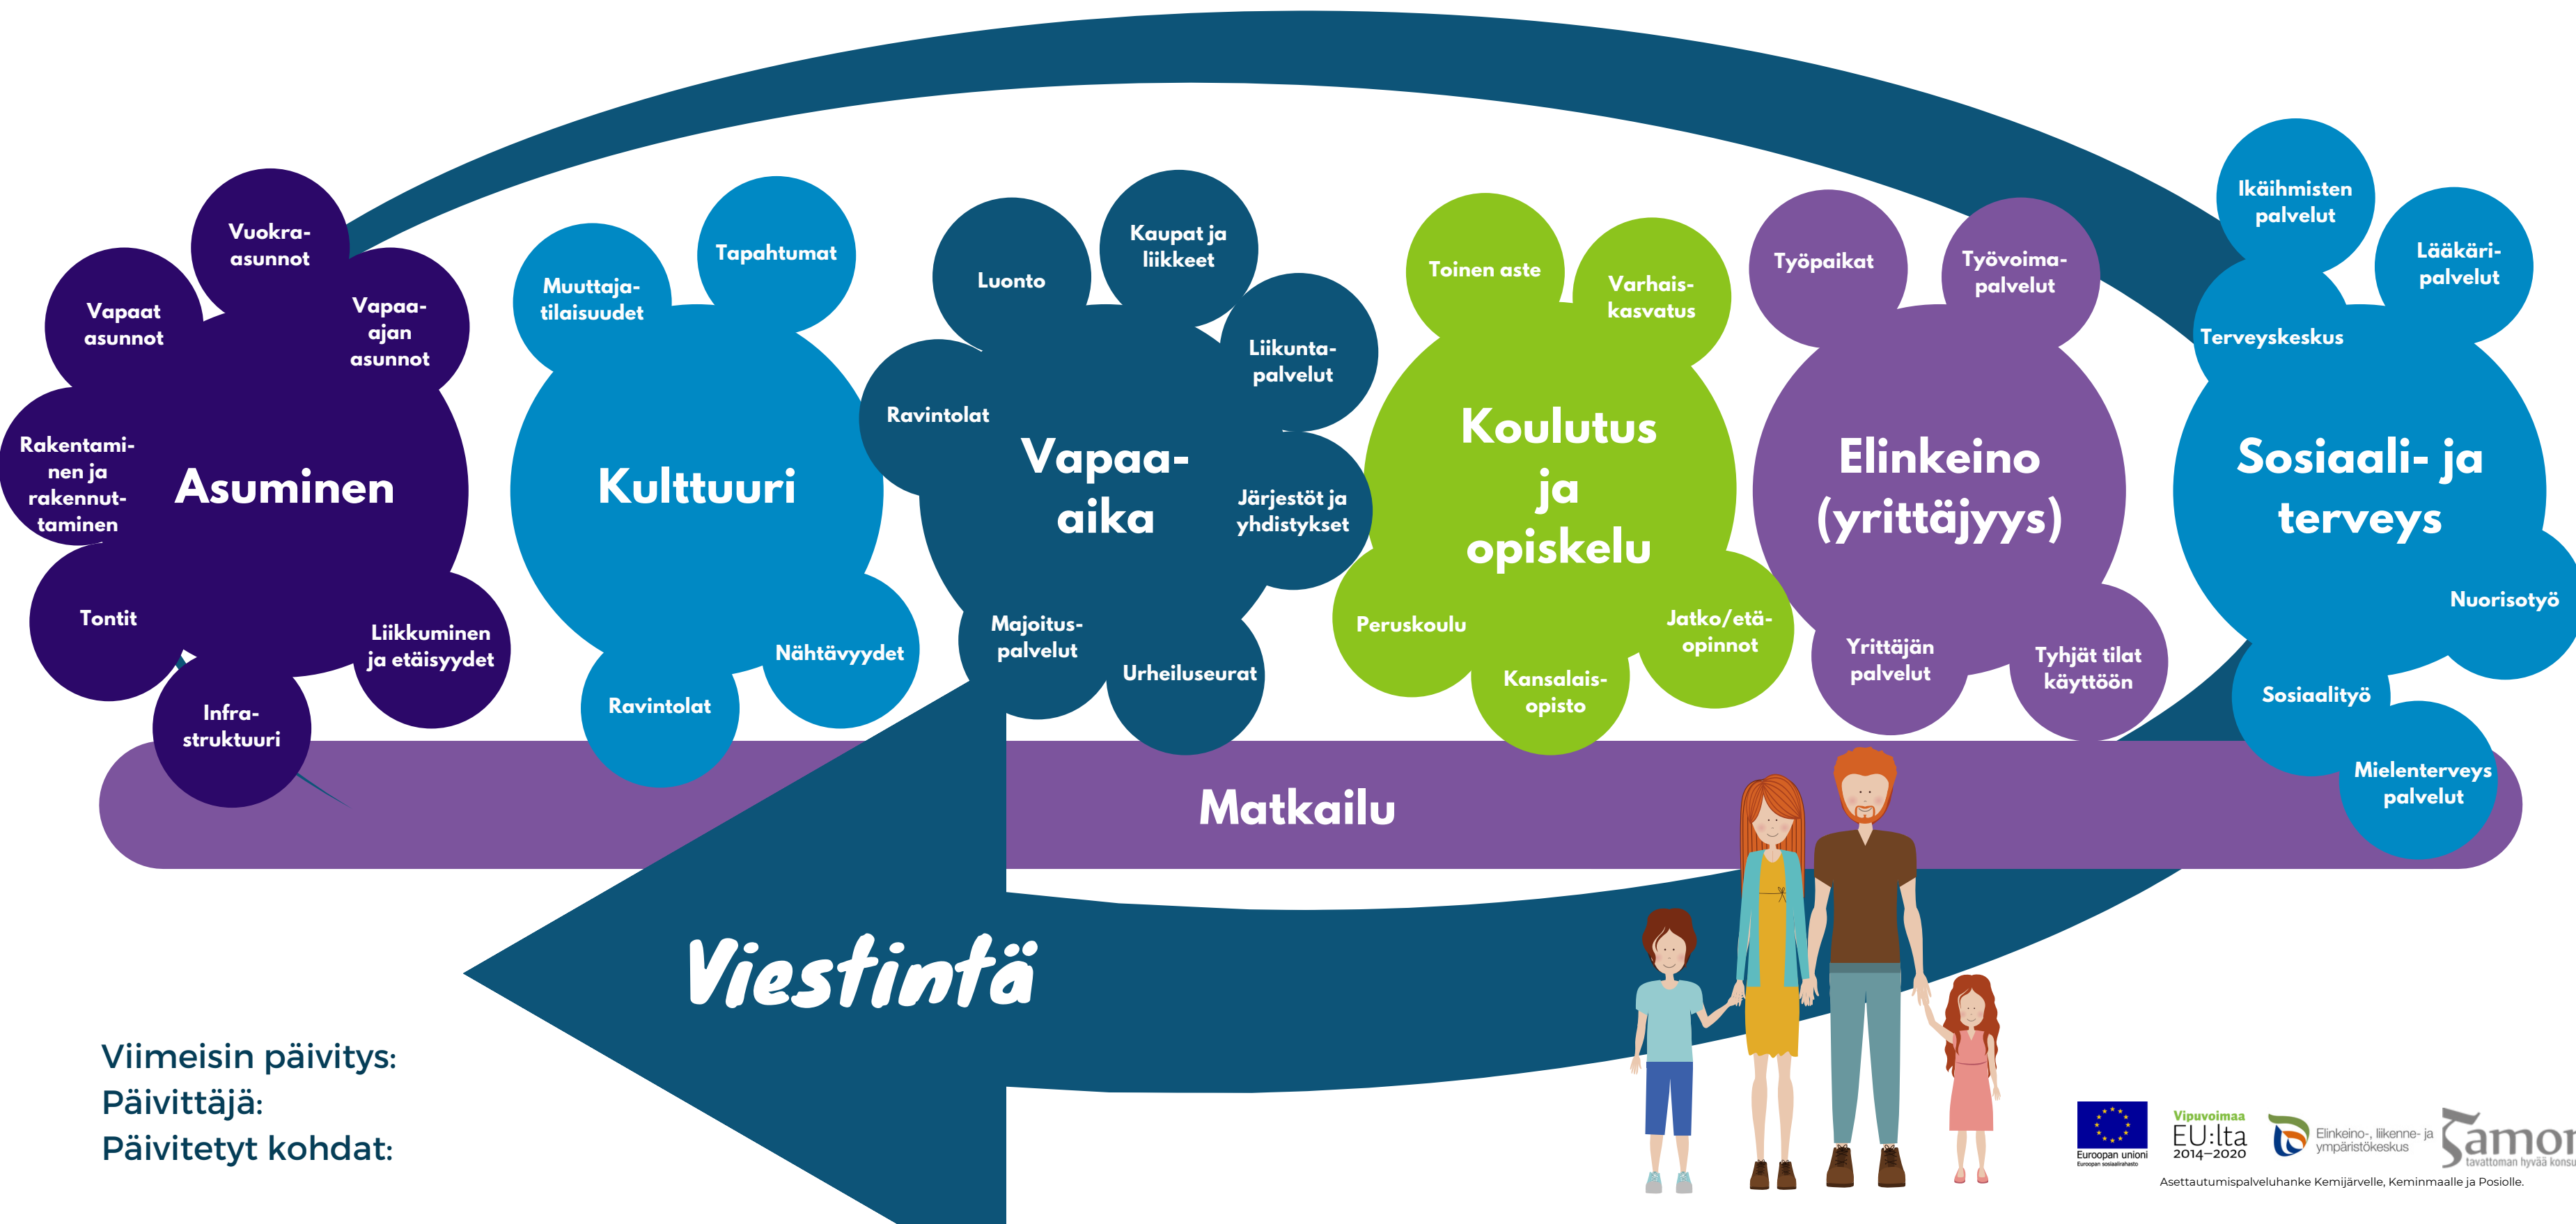 Vuokra-
asunnot
Vapaat
asunnot
Vapaa-
ajan
asunnot
Rakentami-
nen ja
rakennut-
taminen
Asuminen
Tontit
Liikkuminen
ja etäisyydet
Infra-
struktuuri
Muuttaja-
tilaisuudet
Tapahtumat
Kulttuuri
Nähtävyydet
Ravintolat
Luonto
Kaupat ja
liikkeet
Liikunta-
palvelut
Ravintolat
Vapaa-
aika
Järjestöt ja
yhdistykset
Majoitus-
palvelut
Urheiluseurat
Toinen aste
Varhais-
kasvatus
Koulutus
ja
opiskelu
Peruskoulu
Jatko/etä-
opinnot
Kansalais-
opisto
Työpaikat
Työvoima-
palvelut
Elinkeino
(yrittäjyys)
Yrittäjän
palvelut
Tyhjät tilat
käyttöön
Ikäihmisten
palvelut
Lääkäri-
palvelut
Terveyskeskus
Sosiaali- ja
terveys
Nuorisotyö
Sosiaalityö
Mielenterveys
palvelut
Matkailu
Viestintä
Viimeisin päivitys:
Päivittäjä:
Päivitetyt kohdat:
Euroopan unioni
Euroopan sosiaalirahasto
Vipuvoimaa
EU:lta
2014–2020
Elinkeino-, liikenne- ja
ympäristökeskus
tavattoman hyvää
Asettautumispalveluhanke Kemijärvelle, Keminmaalle ja Posiolle.